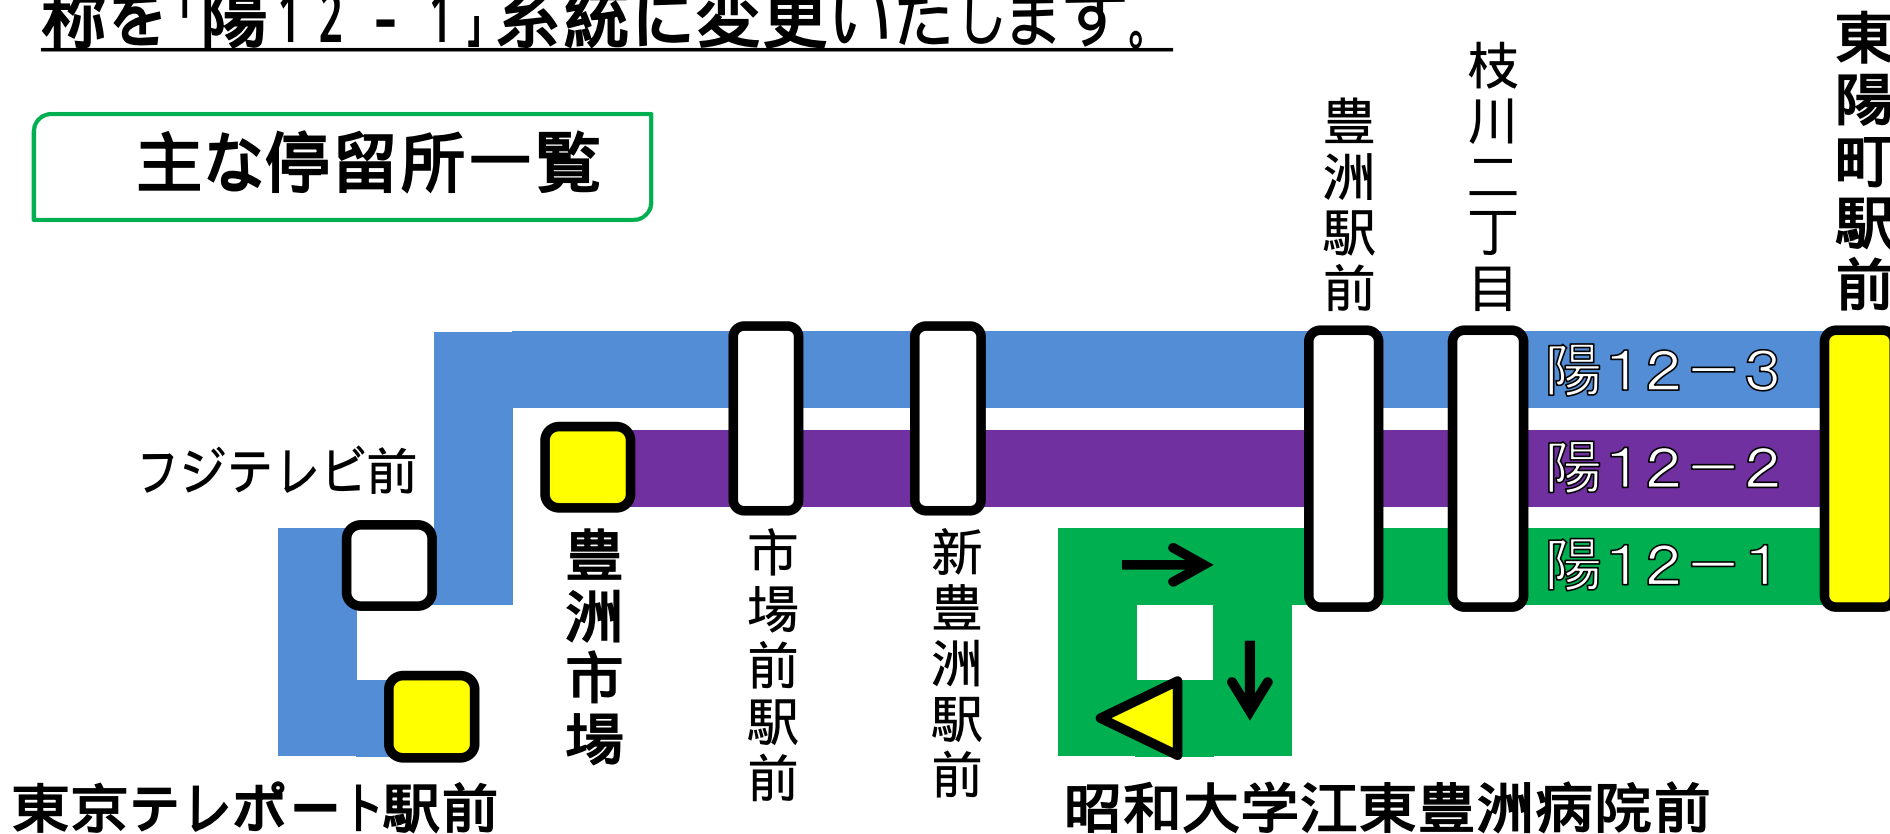 称を「陽１２‐１」系統に変更いたします。
主な停留所一覧
東陽町駅前
枝川二丁目
豊洲駅前
陽１２－３
陽１２－２
陽１２－１
フジテレビ前
豊洲市場
市場前駅前
新豊洲駅前
東京テレポート駅前
昭和大学江東豊洲病院前